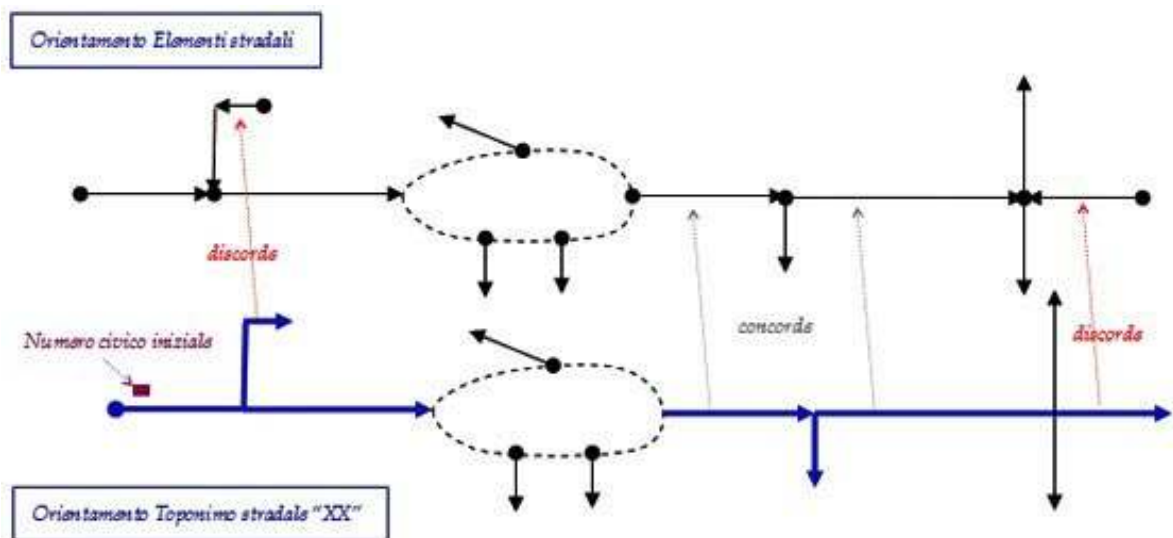 Orientamento Elementi stradali
discorde
Numero civico iniziale
concorde
discorde
Orientamento Toponimo stradale "XX"